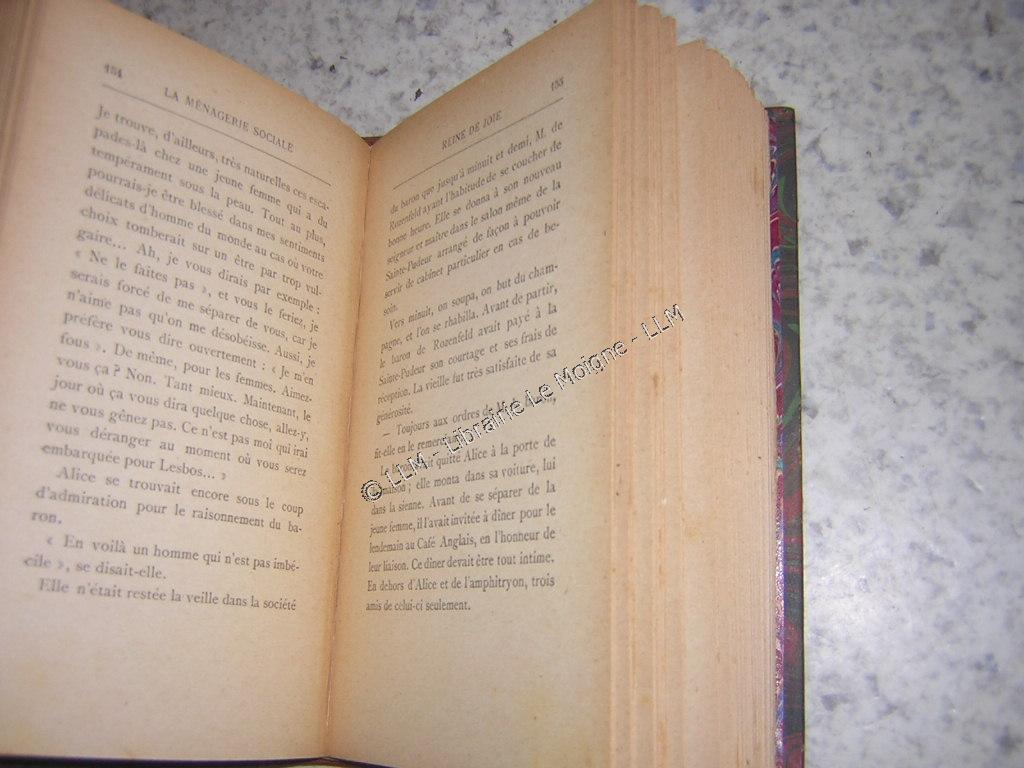 154
LA MÉNAGERIE SOCIALE
Je trouve, d'ailleurs, très naturelles ces esca-
pades-là chez une jeune femme qui a du
tempérament sous la peau. Tout au plus,
pourrais-je être blessé dans mes sentiments
délicats d'homme du monde au cas où votre
choix tomberait sur un être par trop vul-
gaire... Ah, je vous dirais par exemple :
« Ne le faites pas », et vous le feriez, je
serais forcé de me séparer de vous, car je
n'aime pas qu'on me désobéisse. Aussi, je
préfère vous dire ouvertement : « Je m'en
fous ». De même, pour les femmes. Aimez-
vous ça ? Non. Tant mieux. Maintenant, le
jour où ça vous dira quelque chose, allez-y,
ne vous gênez pas. Ce n'est pas moi qui irai
vous déranger au moment où vous serez
embarquée pour Lesbos... »
Alice se trouvait encore sous le coup
d'admiration pour le raisonnement du ba-
ron.
« En voilà un homme qui n'est pas imbé-
cile », se disait-elle.
Elle n'était restée la veille dans la société
REINE DE JOIE
155
du baron que jusqu'à minuit et demi, M. de
Rozenfeld ayant l'habitude de se coucher de
bonne heure. Elle se donna à son nouveau
seigneur et maître dans le salon même de la
Sainte-Pudeur arrangé de façon à pouvoir
servir de cabinet particulier en cas de be-
soin.
Vers minuit, on soupa, on but du cham-
pagne, et l'on se rhabilla. Avant de partir,
le baron de Rozenfeld avait payé à la
Sainte-Pudeur son courtage et ses frais de
réception. La vieille fut très satisfaite de sa
générosité.
— Toujours aux ordres de M.
fit-elle en le
quitté Alice à la porte de
maison ; elle monta dans sa voiture, lui
dans la sienne. Avant de se séparer de la
jeune femme, il l'avait invitée à dîner pour le
lendemain au Café Anglais, en l'honneur de
leur liaison. Ce dîner devait être tout intime.
En dehors d'Alice et de l'amphitryon, trois
amis de celui-ci seulement.
© LLM - Librairie Le Moigne - LLM